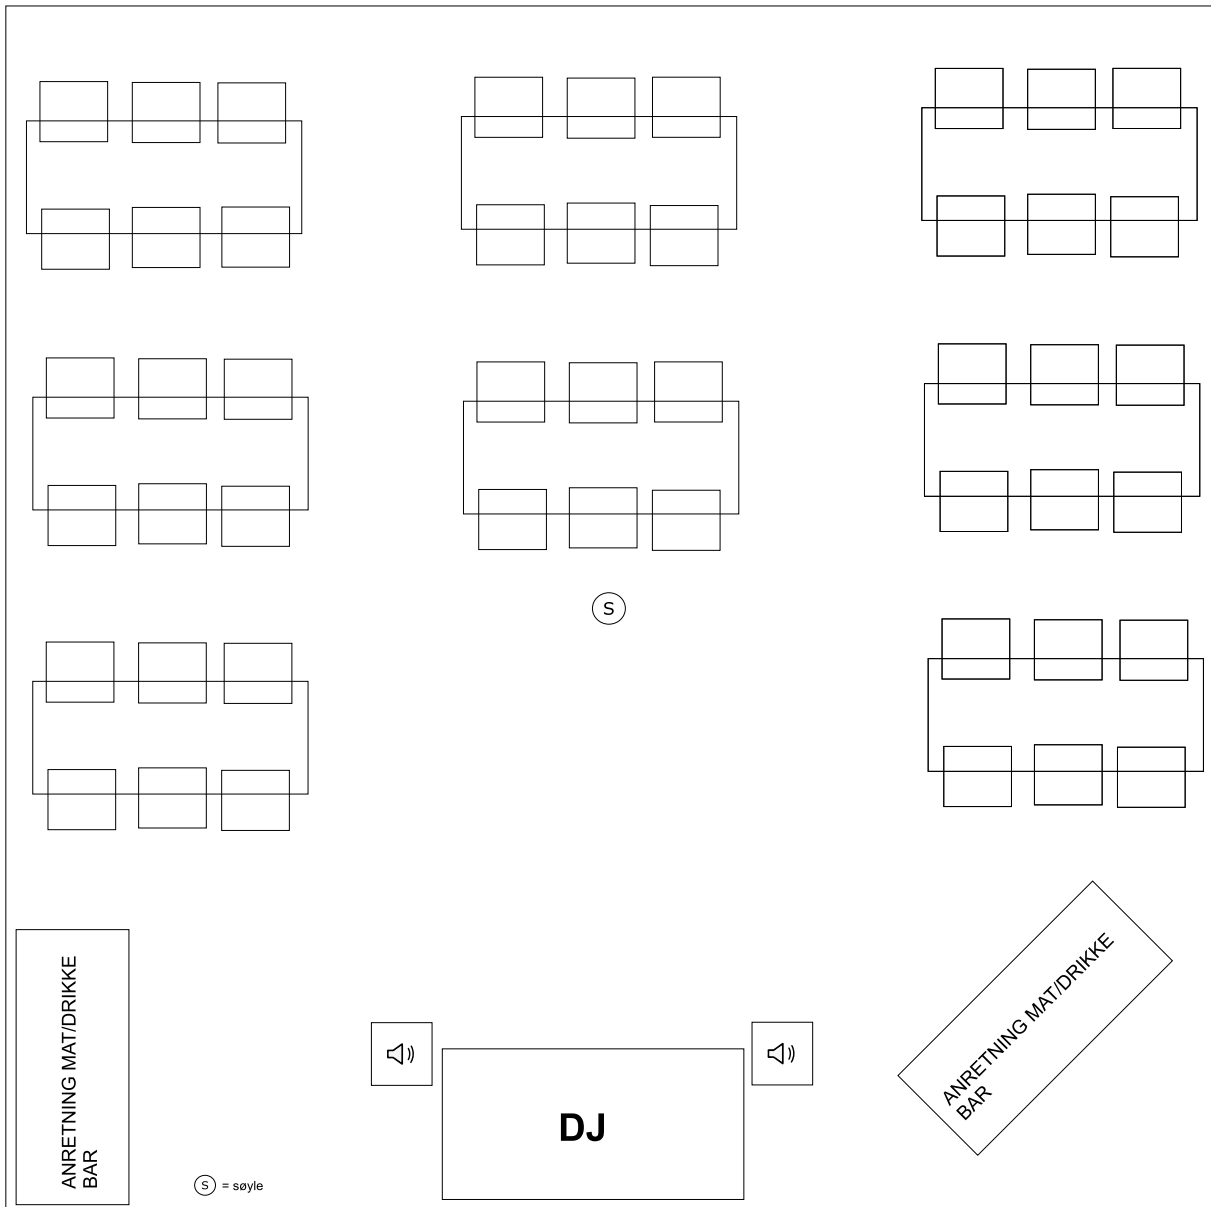 S
ANRETNING MAT/DRIKKE
BAR
ANRETNING MAT/DRIKKE
BAR
DJ
S = søyle